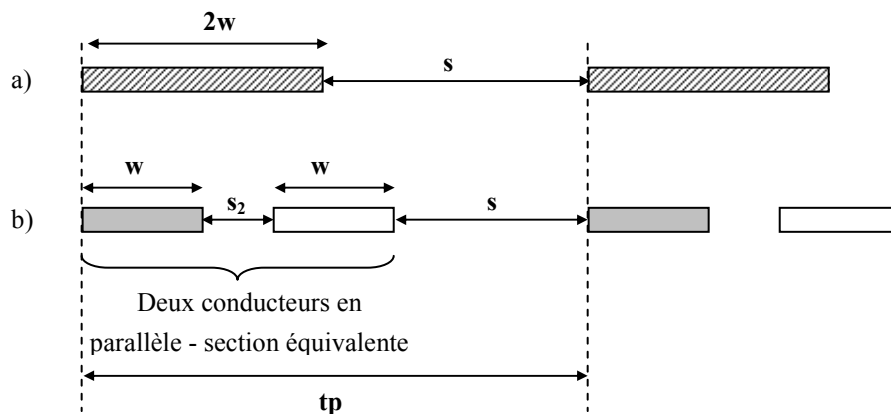 2w
a)
s
w
w
b)
s2
s
Deux conducteurs en
parallèle - section équivalente
tp